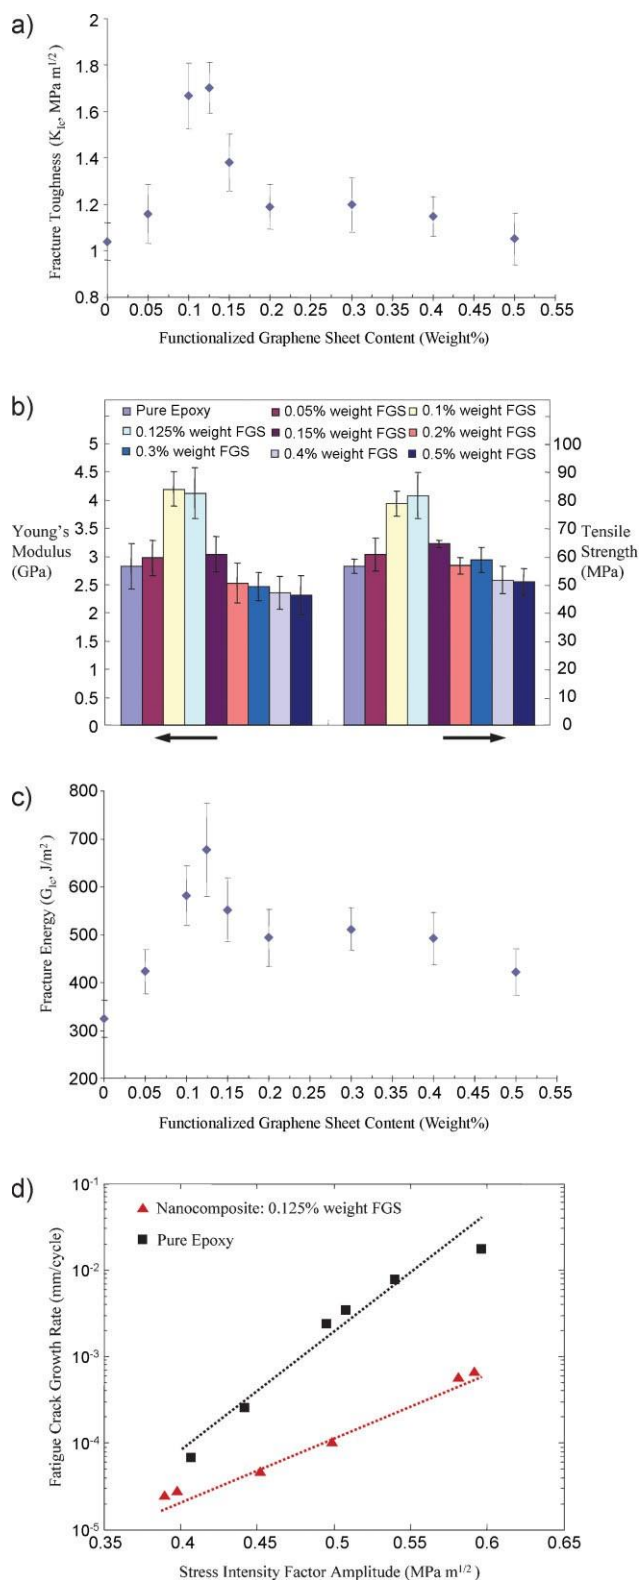 a)
Fracture Toughness (K_Ic, MPa m^1/2)
2
1.8
1.6
1.4
1.2
1
0.8
0 0.05 0.1 0.15 0.2 0.25 0.3 0.35 0.4 0.45 0.5 0.55
Functionalized Graphene Sheet Content (Weight%)
b)
Pure Epoxy 0.05% weight FGS 0.1% weight FGS
0.125% weight FGS 0.15% weight FGS 0.2% weight FGS
0.3% weight FGS 0.4% weight FGS 0.5% weight FGS
Young's
Modulus
(GPa)
5
4.5
4
3.5
3
2.5
2
1.5
1
0.5
0
100
90
80
70
60
50
40
30
20
10
0
Tensile
Strength
(MPa)
c)
Fracture Energy (G_Ic, J/m^2)
800
700
600
500
400
300
200
0 0.05 0.1 0.15 0.2 0.25 0.3 0.35 0.4 0.45 0.5 0.55
Functionalized Graphene Sheet Content (Weight%)
d)
Fatigue Crack Growth Rate (mm/cycle)
10^-1
10^-2
10^-3
10^-4
10^-5
Nanocomposite: 0.125% weight FGS
Pure Epoxy
0.35 0.4 0.45 0.5 0.55 0.6 0.65
Stress Intensity Factor Amplitude (MPa m^1/2)